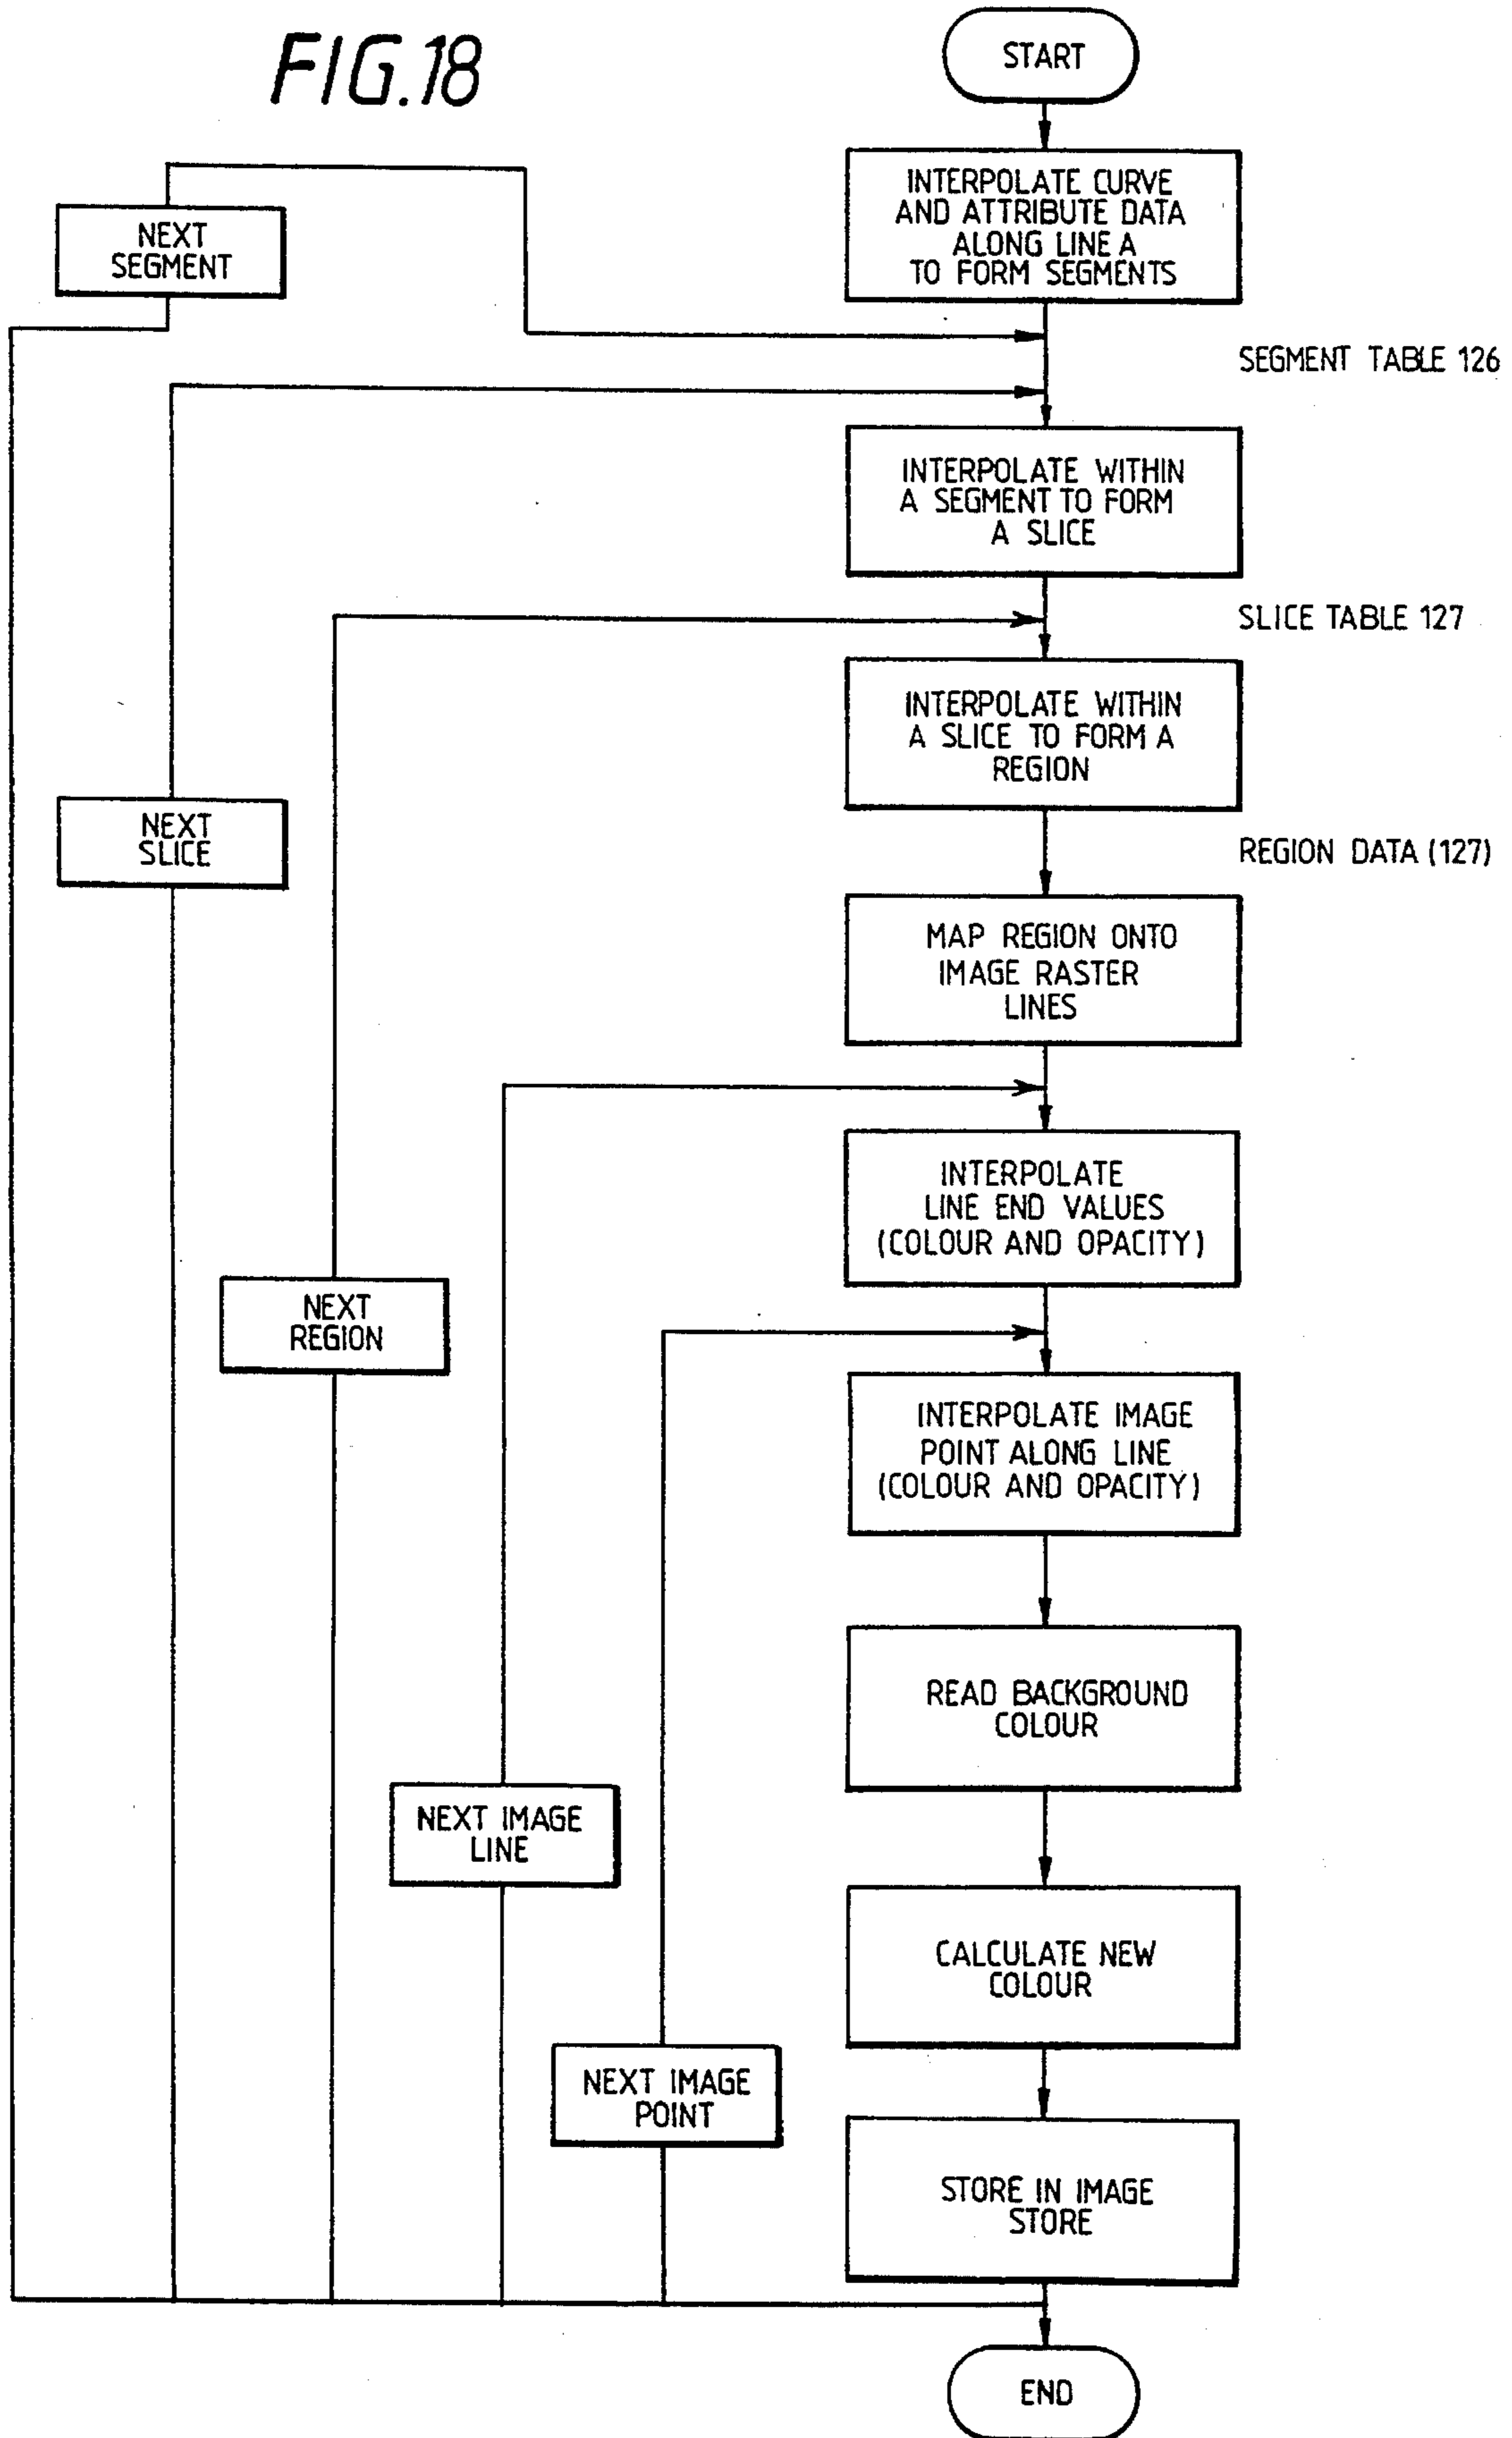 FIG.18
START
INTERPOLATE CURVE
AND ATTRIBUTE DATA
ALONG LINE A
TO FORM SEGMENTS
NEXT
SEGMENT
SEGMENT TABLE 126
INTERPOLATE WITHIN
A SEGMENT TO FORM
A SLICE
SLICE TABLE 127
INTERPOLATE WITHIN
A SLICE TO FORM A
REGION
NEXT
SLICE
REGION DATA (127)
MAP REGION ONTO
IMAGE RASTER
LINES
INTERPOLATE
LINE END VALUES
(COLOUR AND OPACITY)
NEXT
REGION
INTERPOLATE IMAGE
POINT ALONG LINE
(COLOUR AND OPACITY)
READ BACKGROUND
COLOUR
NEXT IMAGE
LINE
CALCULATE NEW
COLOUR
NEXT IMAGE
POINT
STORE IN IMAGE
STORE
END